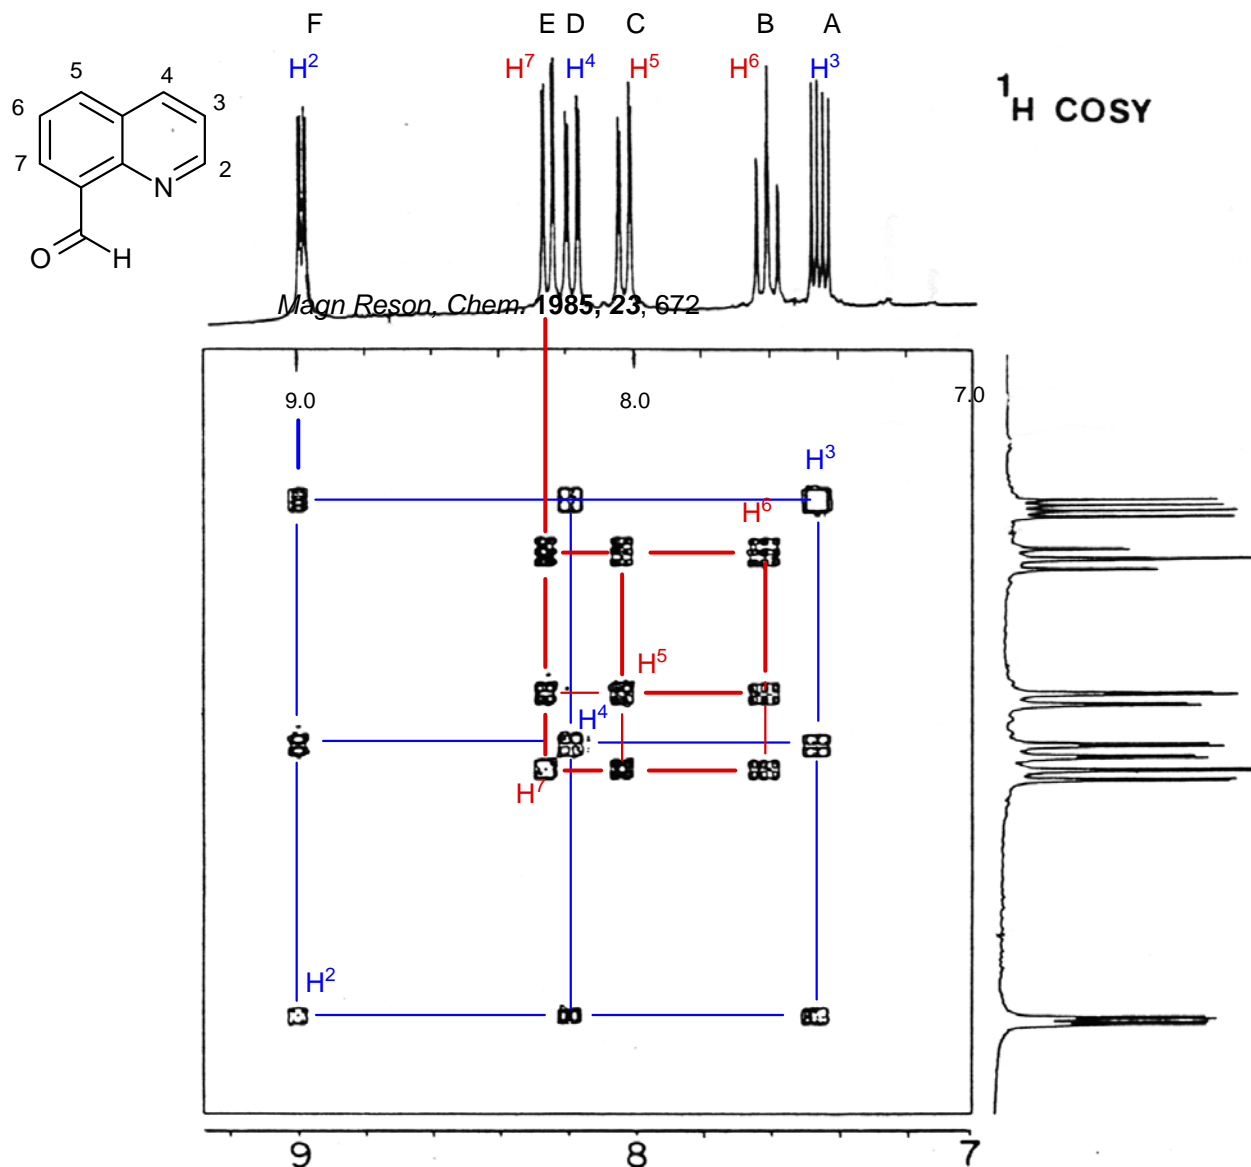 F E D C B A
H² H⁷ H⁴ H⁵ H⁶ H³
¹H COSY
5 4
6 3
7 2
N
O H
Magn Reson, Chem. 1985, 23, 672
9.0 8.0 7.0
H³
H⁶
H⁵
H⁴
H⁷
H²
9 8 7